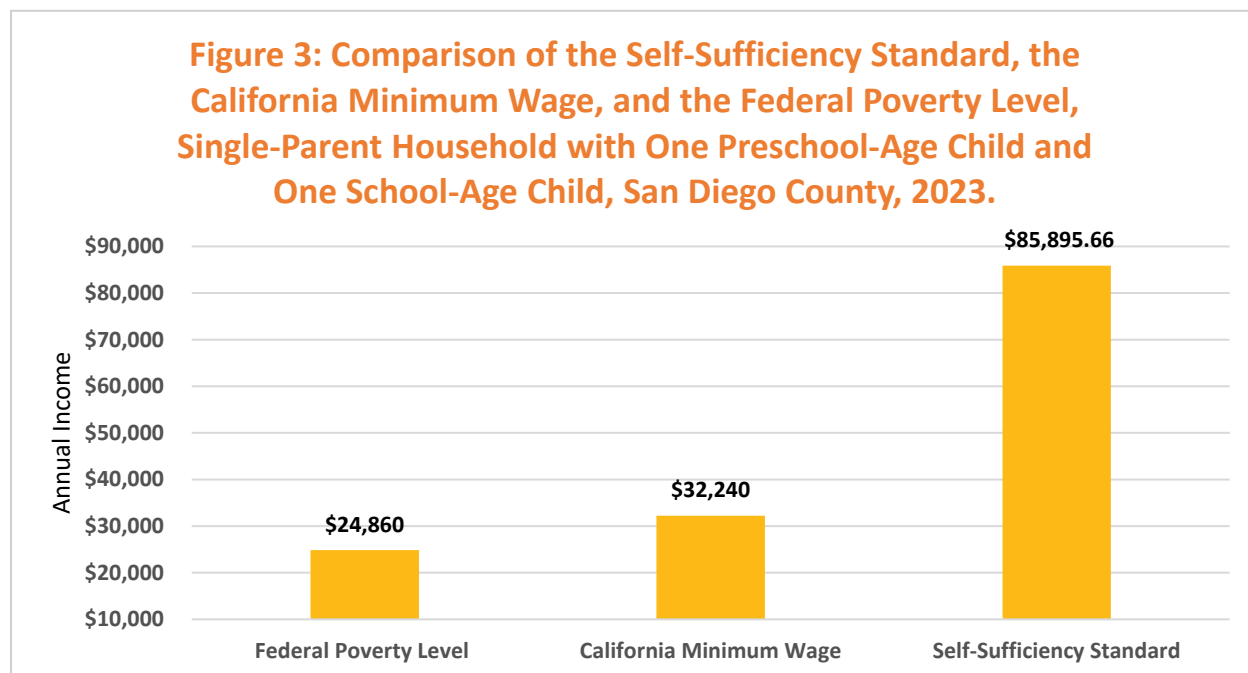 Figure 3: Comparison of the Self-Sufficiency Standard, the
California Minimum Wage, and the Federal Poverty Level,
Single-Parent Household with One Preschool-Age Child and
One School-Age Child, San Diego County, 2023.
Annual Income
$90,000
$80,000
$70,000
$60,000
$50,000
$40,000
$30,000
$20,000
$10,000
$24,860
$32,240
$85,895.66
Federal Poverty Level
California Minimum Wage
Self-Sufficiency Standard